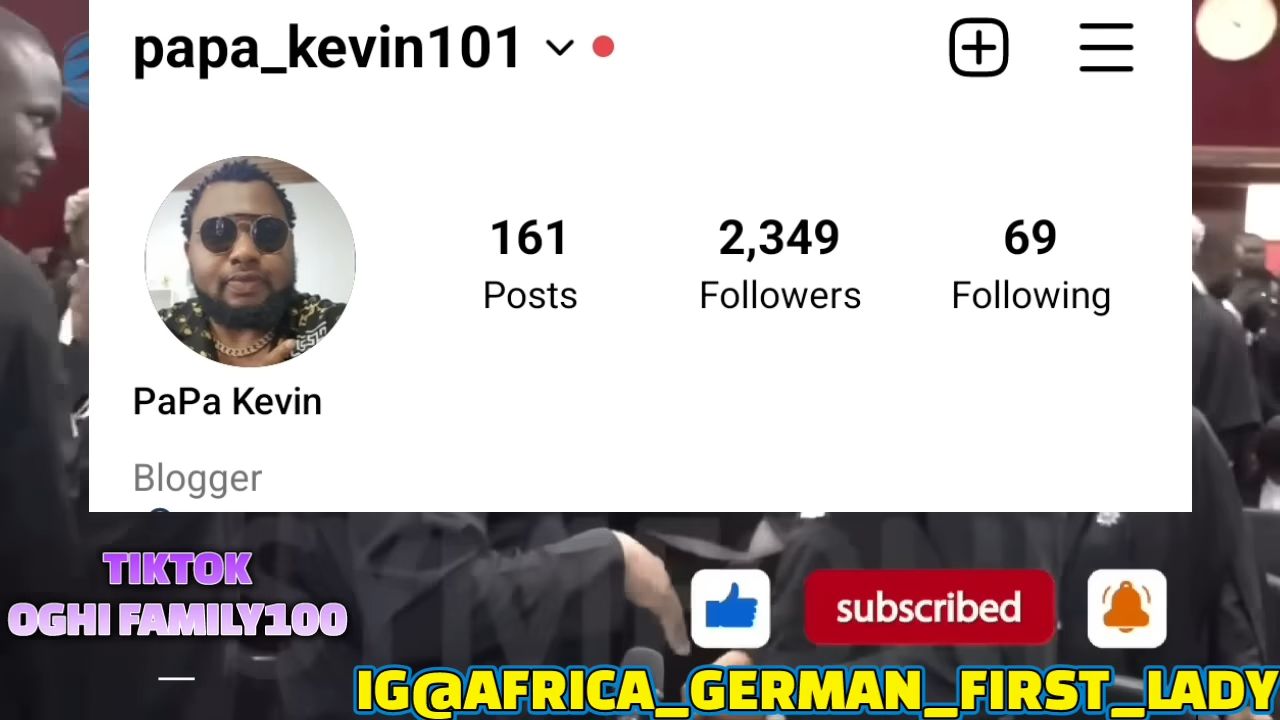 papa_kevin101
161
2,349
69
Posts
Followers
Following
PaPa Kevin
Blogger
TIKTOK
OGHI FAMILY100
subscribed
IG@AFRICA_GERMAN_FIRST_LADY